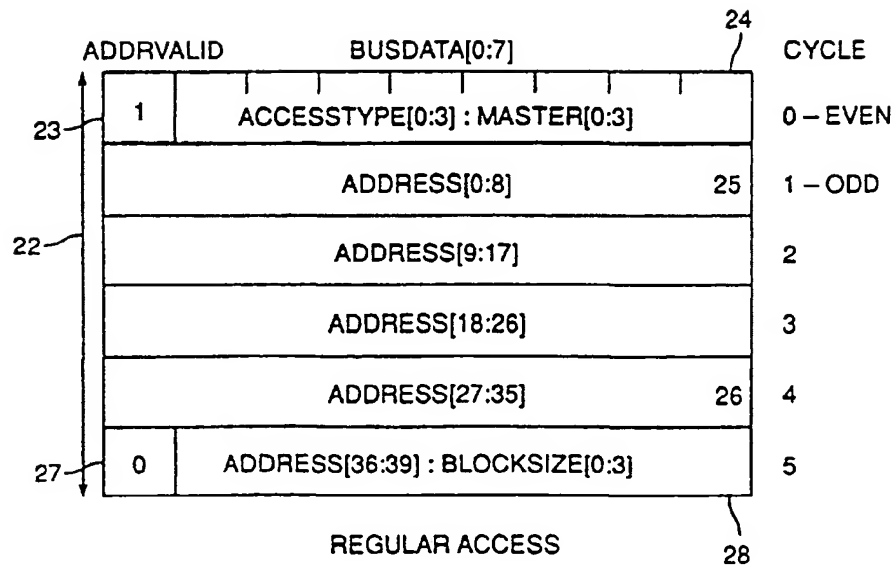 24
ADDRVALID BUSDATA[0:7] CYCLE
23 1 ACCESSTYPE[0:3] : MASTER[0:3] 0 – EVEN
ADDRESS[0:8] 25 1 – ODD
22 ADDRESS[9:17] 2
ADDRESS[18:26] 3
ADDRESS[27:35] 26 4
27 0 ADDRESS[36:39] : BLOCKSIZE[0:3] 5
REGULAR ACCESS 28